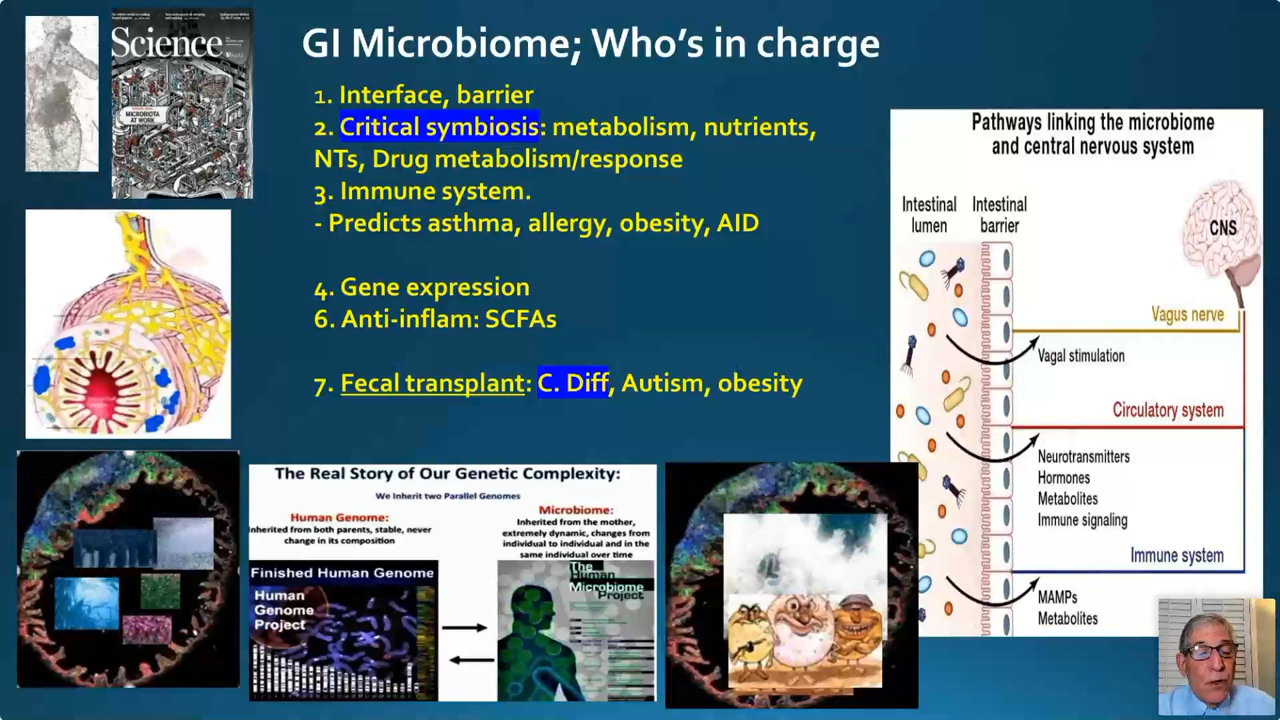 Science
MICROBIOTA
AT WORK
GI Microbiome; Who's in charge
1. Interface, barrier
2. Critical symbiosis: metabolism, nutrients,
NTs, Drug metabolism/response
3. Immune system.
- Predicts asthma, allergy, obesity, AID
4. Gene expression
6. Anti-inflam: SCFAs
7. Fecal transplant: C. Diff, Autism, obesity
Pathways linking the microbiome
and central nervous system
Intestinal
lumen
Intestinal
barrier
CNS
Vagus nerve
Vagal stimulation
Circulatory system
Neurotransmitters
Hormones
Metabolites
Immune signaling
Immune system
MAMPs
Metabolites
The Real Story of Our Genetic Complexity:
We Inherit two Parallel Genomes
Human Genome:
Inherited from both parents, stable, never
change in its composition
Microbiome:
Inherited from the mother,
extremely dynamic, changes from
individual to individual and in the
same individual over time
Finished Human Genome
Human
Genome
Project
The
Human
Microbiome
Project